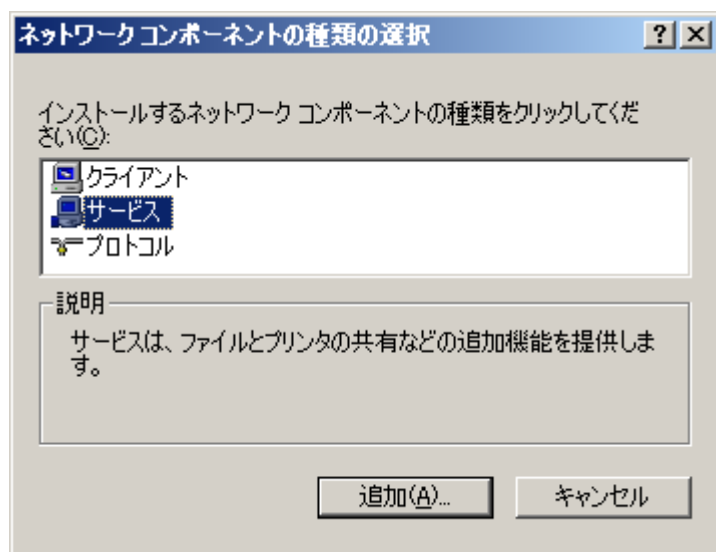 ネットワーク コンポーネントの種類の選択
インストールするネットワーク コンポーネントの種類をクリックしてくだ
さい(C):
クライアント
サービス
プロトコル
説明
サービスは、ファイルとプリンタの共有などの追加機能を提供しま
す。
追加(A)...
キャンセル